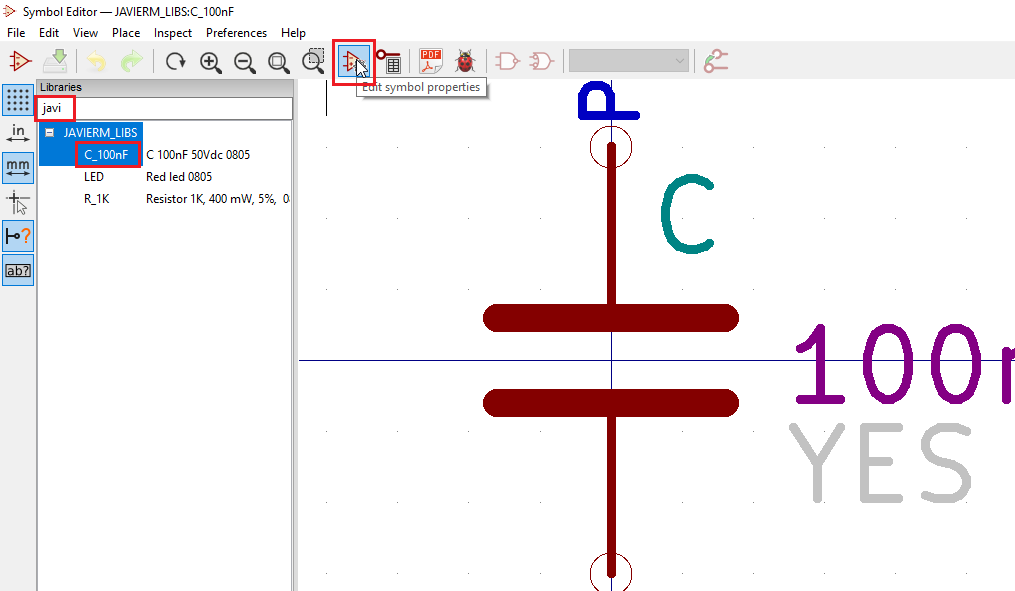 Symbol Editor — JAVIERM_LIBS:C_100nF
File Edit View Place Inspect Preferences Help
PDF
Edit symbol properties
Libraries
javi
in
mm
ab?
JAVIERM_LIBS
C_100nF C 100nF 50Vdc 0805
LED Red led 0805
R_1K Resistor 1K, 400 mW, 5%, 0
P
C
100n
YES